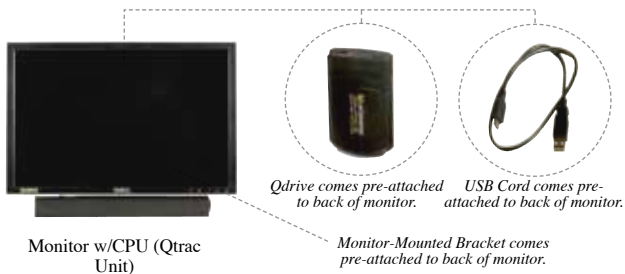 Qdrive comes pre-attached
to back of monitor.
USB Cord comes pre-
attached to back of monitor.
Monitor w/CPU (Qtrac
Unit)
Monitor-Mounted Bracket comes
pre-attached to back of monitor.